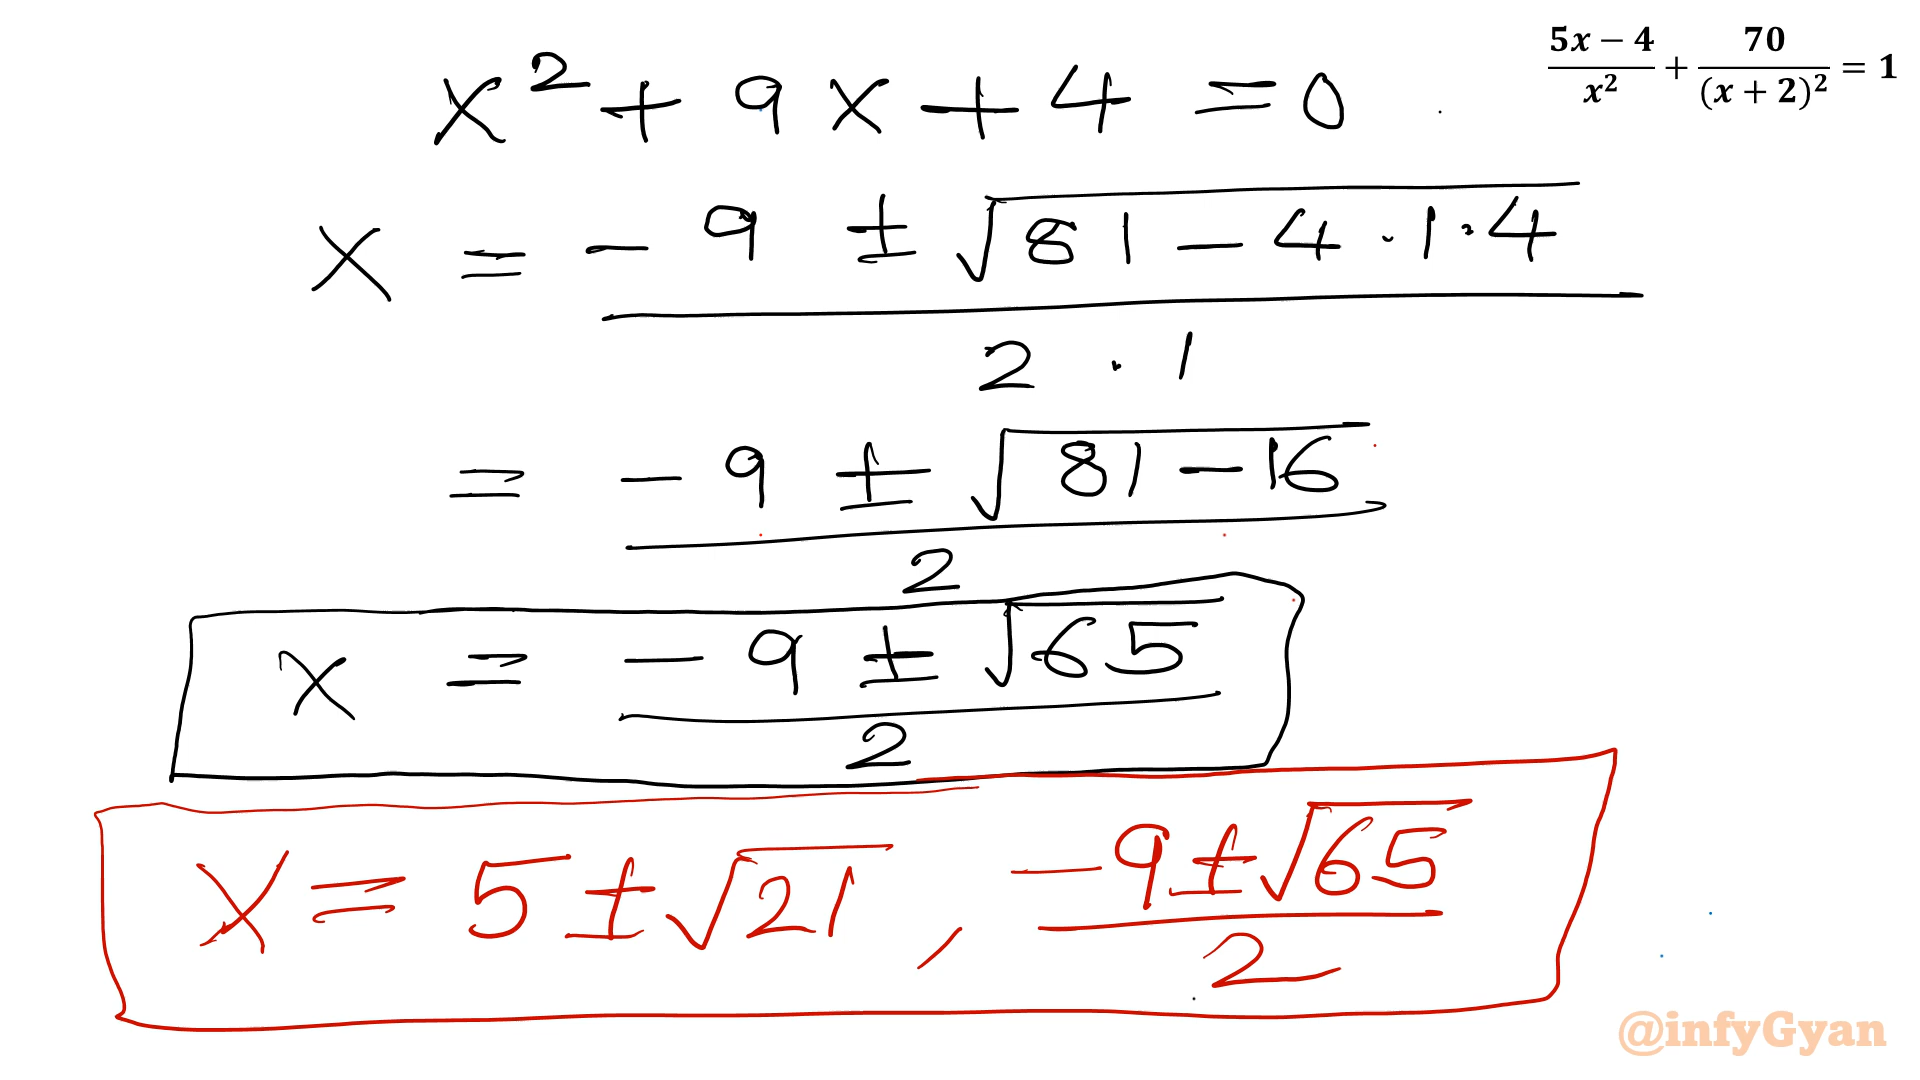 (5x − 4)/x² + 70/(x + 2)² = 1
x² + 9x + 4 = 0
x = (−9 ± √(81 − 4·1·4))/(2·1)
= (−9 ± √(81 − 16))/2
x = (−9 ± √65)/2
x = 5 ± √21, (−9 ± √65)/2
@infyGyan